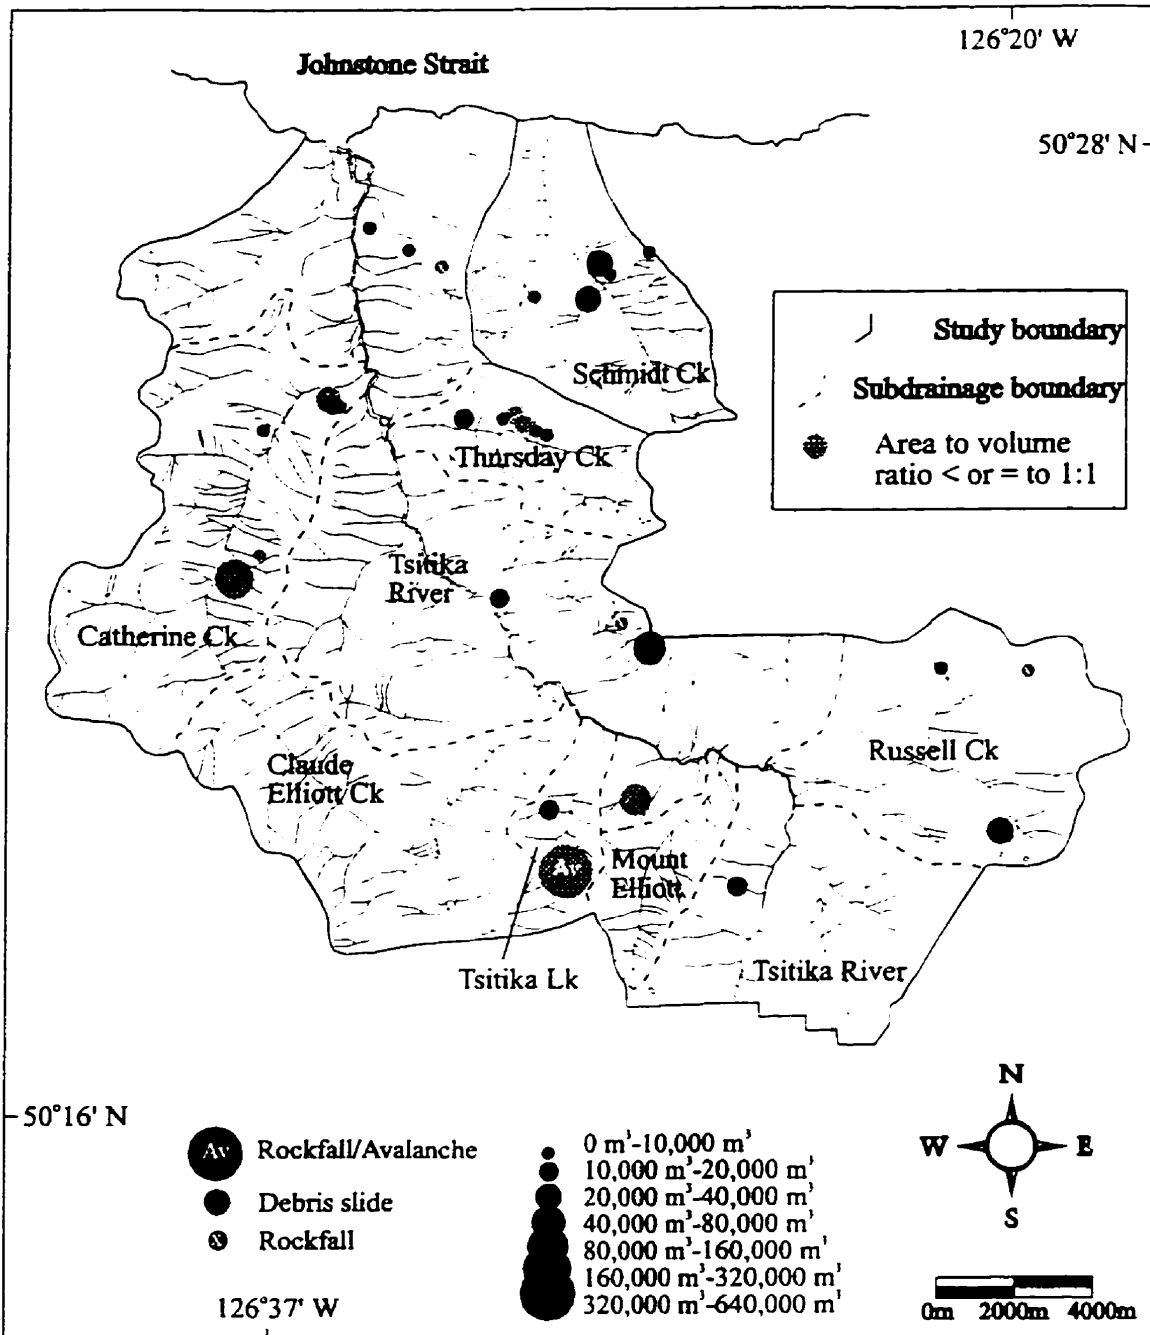 126°20' W
Johnstone Strait
50°28' N
Study boundary
Subdrainage boundary
Area to volume
ratio < or = to 1:1
Schmidt Ck
Thursday Ck
Tsitika
River
Catherine Ck
Russell Ck
Claude
Elliott Ck
Av
Mount
Elliott
Tsitika Lk
Tsitika River
50°16' N
N
W
E
S
Av Rockfall/Avalanche
Debris slide
Rockfall
0 m³-10,000 m³
10,000 m³-20,000 m³
20,000 m³-40,000 m³
40,000 m³-80,000 m³
80,000 m³-160,000 m³
160,000 m³-320,000 m³
320,000 m³-640,000 m³
126°37' W
0m 2000m 4000m